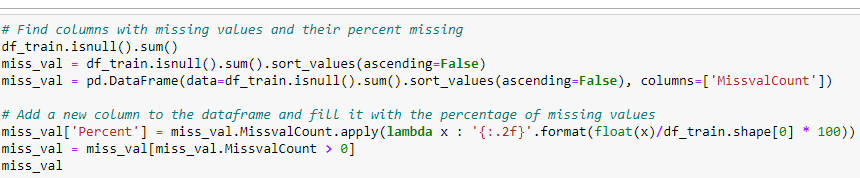 # Find columns with missing values and their percent missing
df_train.isnull().sum()
miss_val = df_train.isnull().sum().sort_values(ascending=False)
miss_val = pd.DataFrame(data=df_train.isnull().sum().sort_values(ascending=False), columns=['MissvalCount'])
# Add a new column to the dataframe and fill it with the percentage of missing values
miss_val['Percent'] = miss_val.MissvalCount.apply(lambda x : '{:.2f}'.format(float(x)/df_train.shape[0] * 100))
miss_val = miss_val[miss_val.MissvalCount > 0]
miss_val